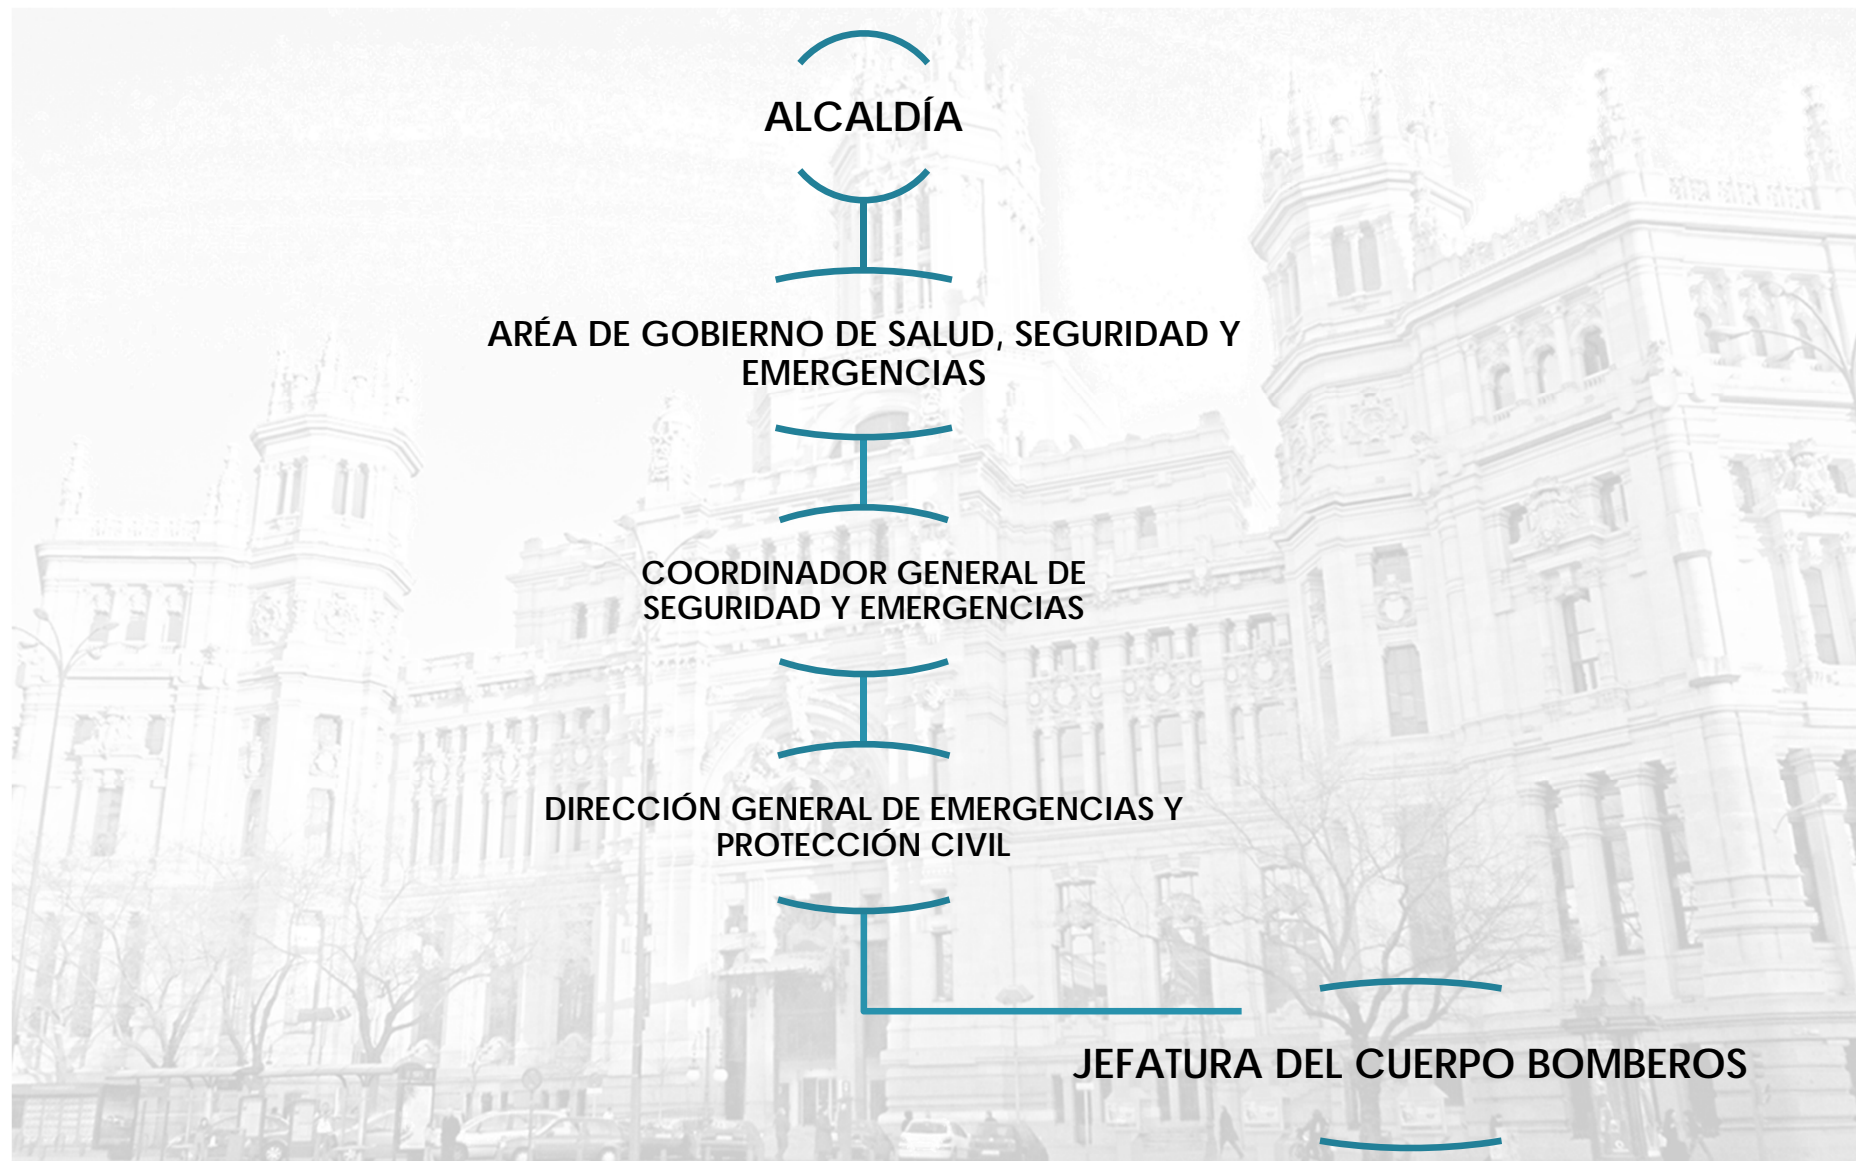 ALCALDÍA
ARÉA DE GOBIERNO DE SALUD, SEGURIDAD Y
EMERGENCIAS
COORDINADOR GENERAL DE
SEGURIDAD Y EMERGENCIAS
DIRECCIÓN GENERAL DE EMERGENCIAS Y
PROTECCIÓN CIVIL
JEFATURA DEL CUERPO BOMBEROS